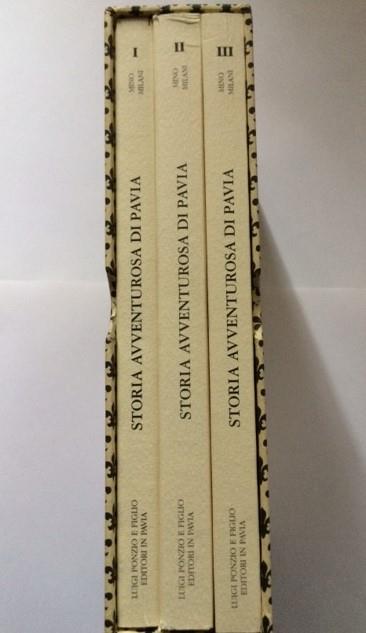 I
MINO
MILANI
STORIA AVVENTUROSA DI PAVIA
LUIGI PONZIO E FIGLIO
EDITORI IN PAVIA
II
MINO
MILANI
STORIA AVVENTUROSA DI PAVIA
LUIGI PONZIO E FIGLIO
EDITORI IN PAVIA
III
MINO
MILANI
STORIA AVVENTUROSA DI PAVIA
LUIGI PONZIO E FIGLIO
EDITORI IN PAVIA